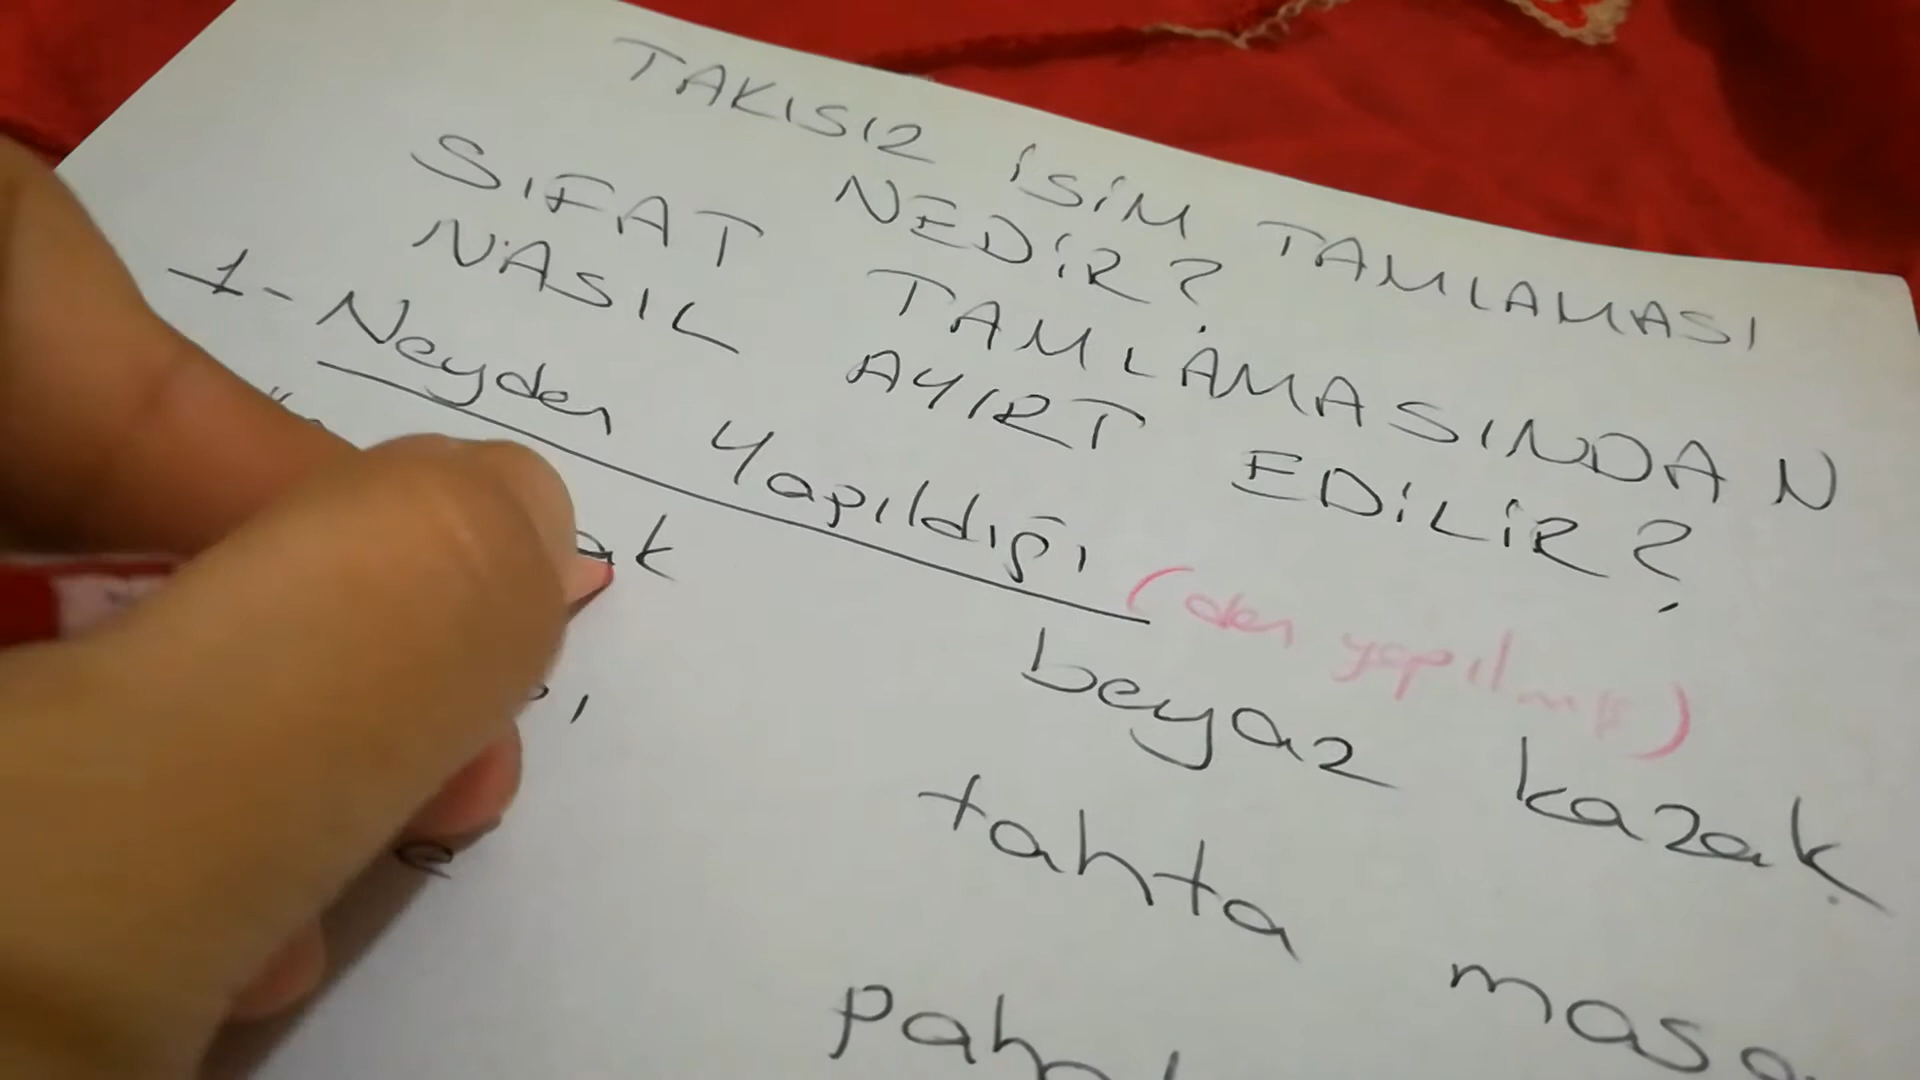 TAKISIZ İSİM TAMLAMASI
NEDİR?
SIFAT TAMLAMASINDAN
NASIL AYIRT EDİLİR?
1- Neyden Yapıldığı (den yapılmış)
beyaz kazak
tahta masa